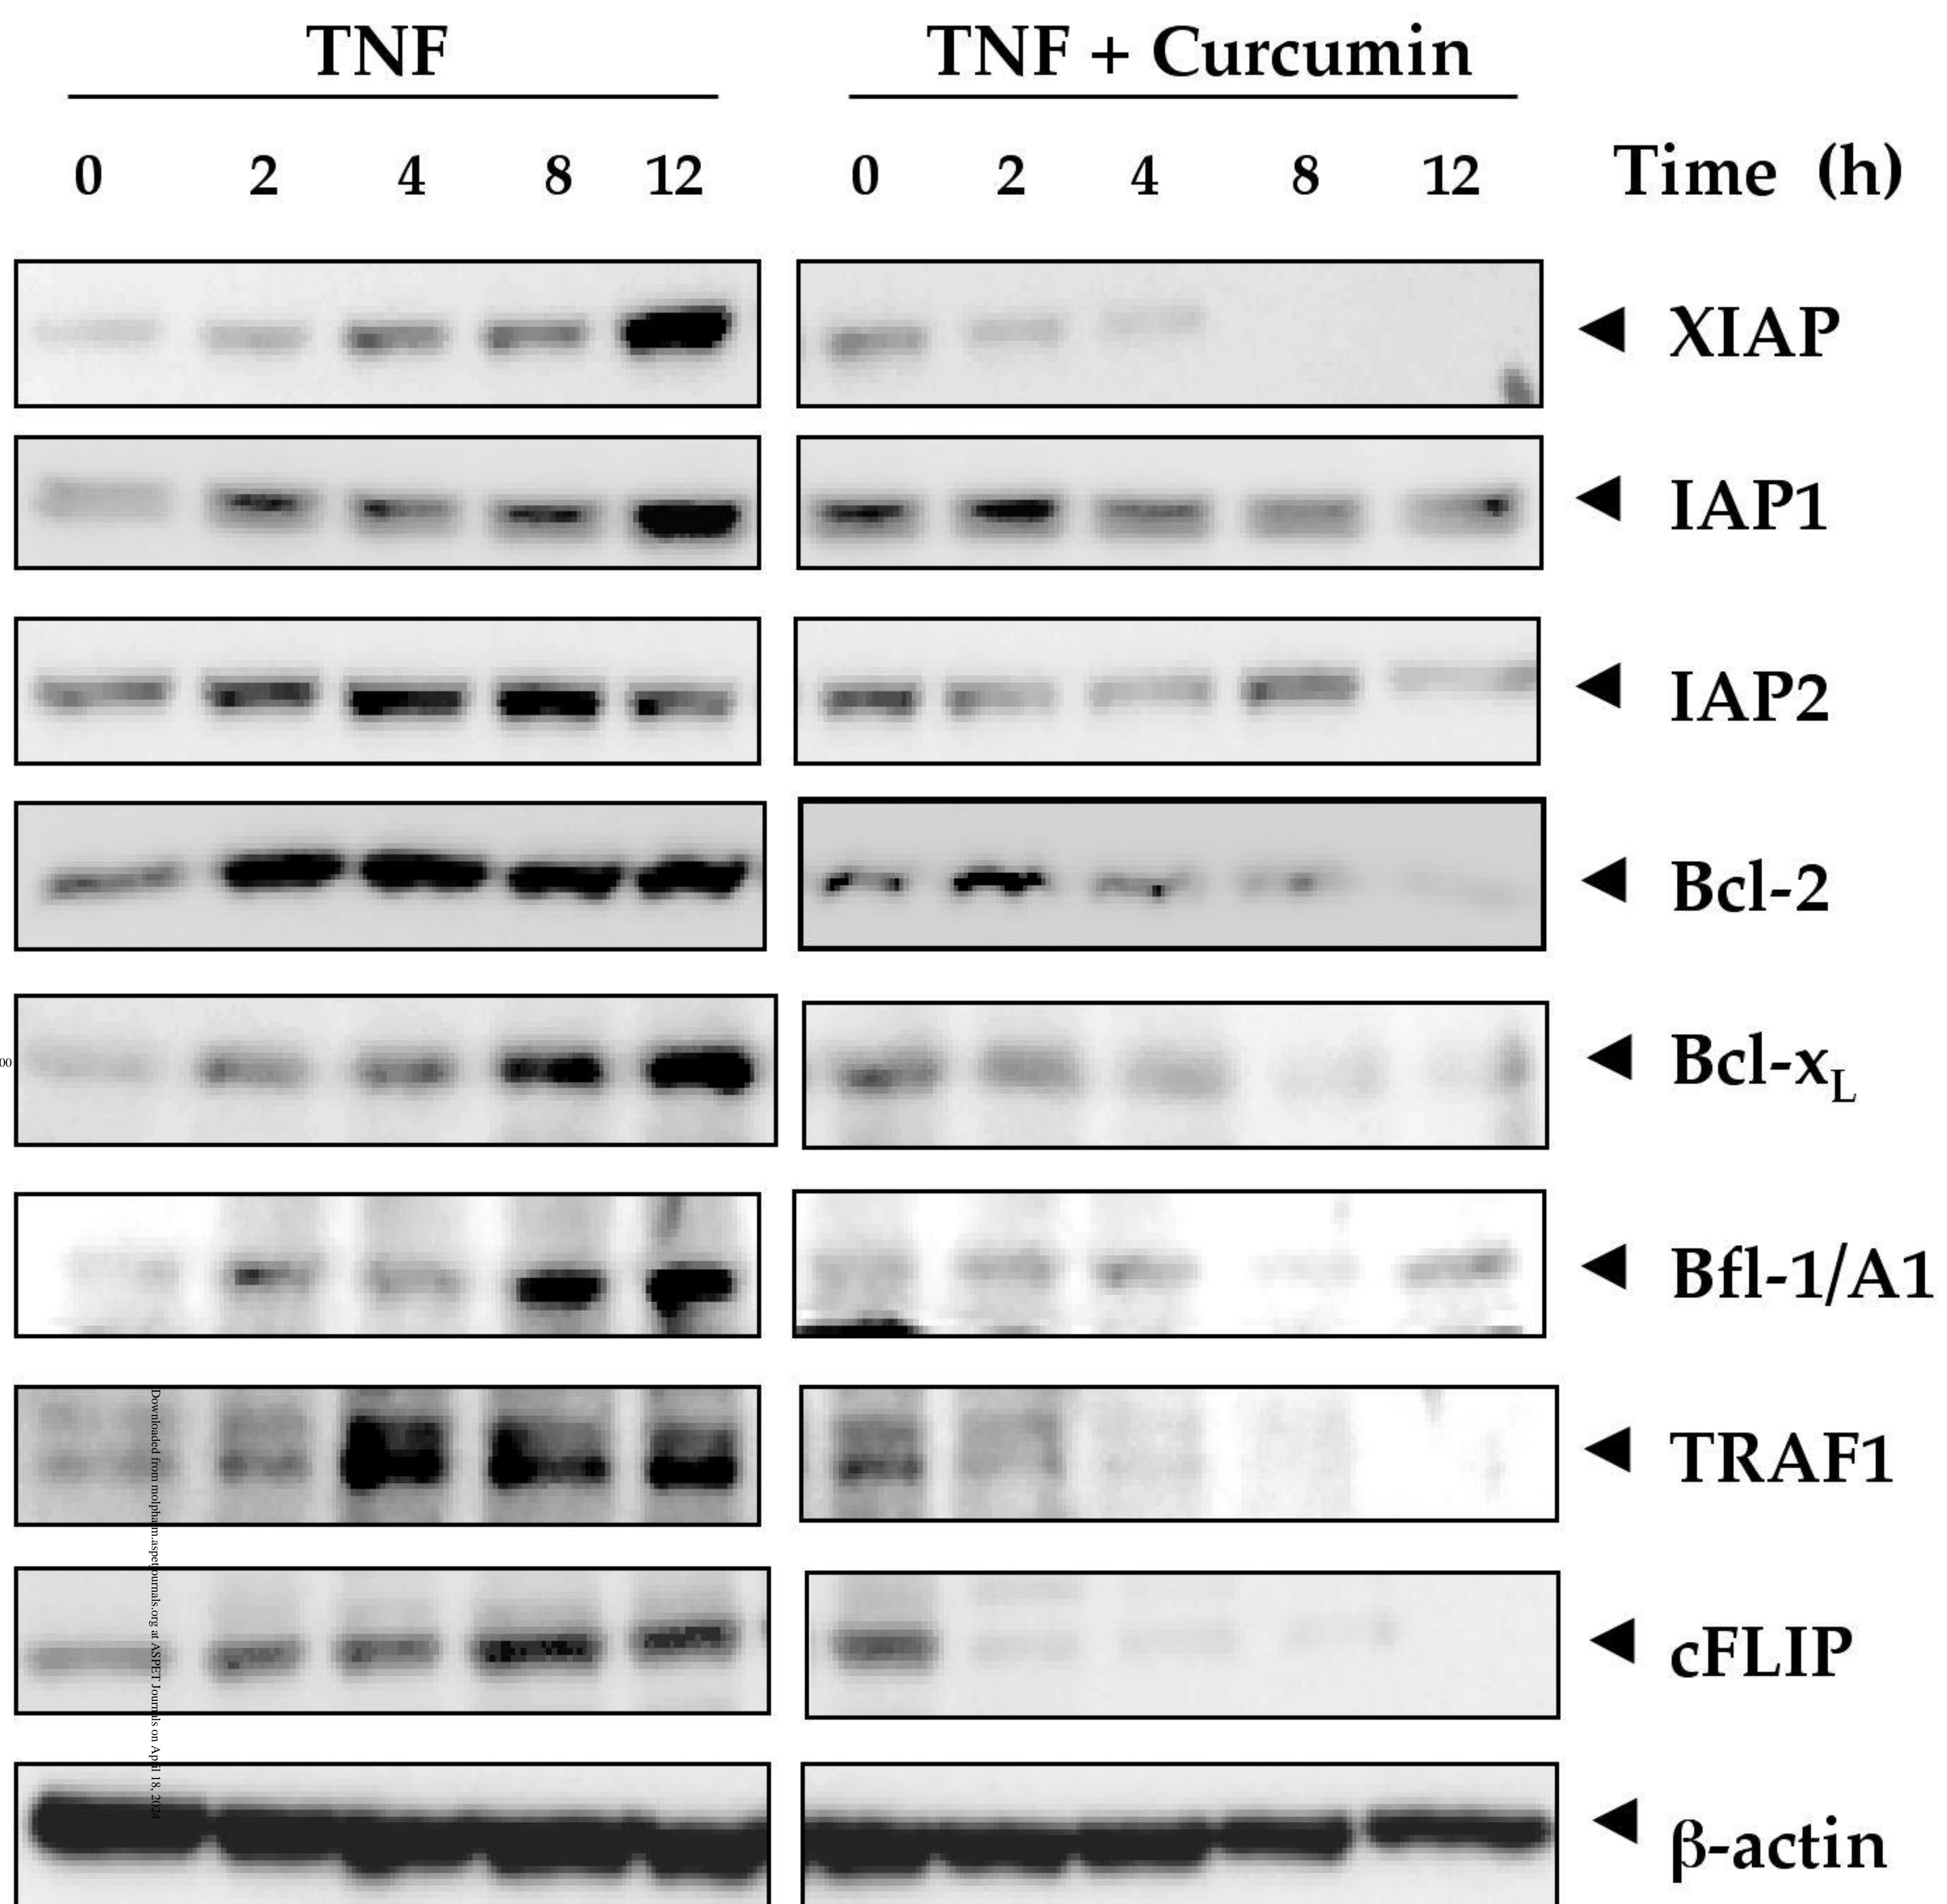 TNF TNF + Curcumin
0 2 4 8 12 0 2 4 8 12 Time (h)
XIAP
IAP1
IAP2
Bcl-2
Bcl-xL
00
Bfl-1/A1
TRAF1
cFLIP
β-actin
Downloaded from molpharm.aspetjournals.org at ASPET Journals on April 18, 2024